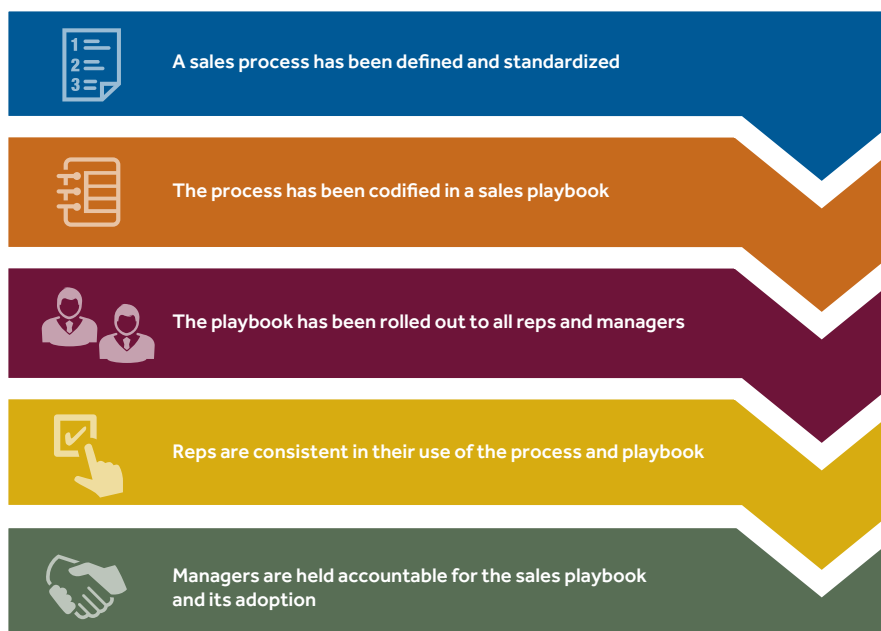 1
2
3
A sales process has been defined and standardized
The process has been codified in a sales playbook
The playbook has been rolled out to all reps and managers
Reps are consistent in their use of the process and playbook
Managers are held accountable for the sales playbook
and its adoption